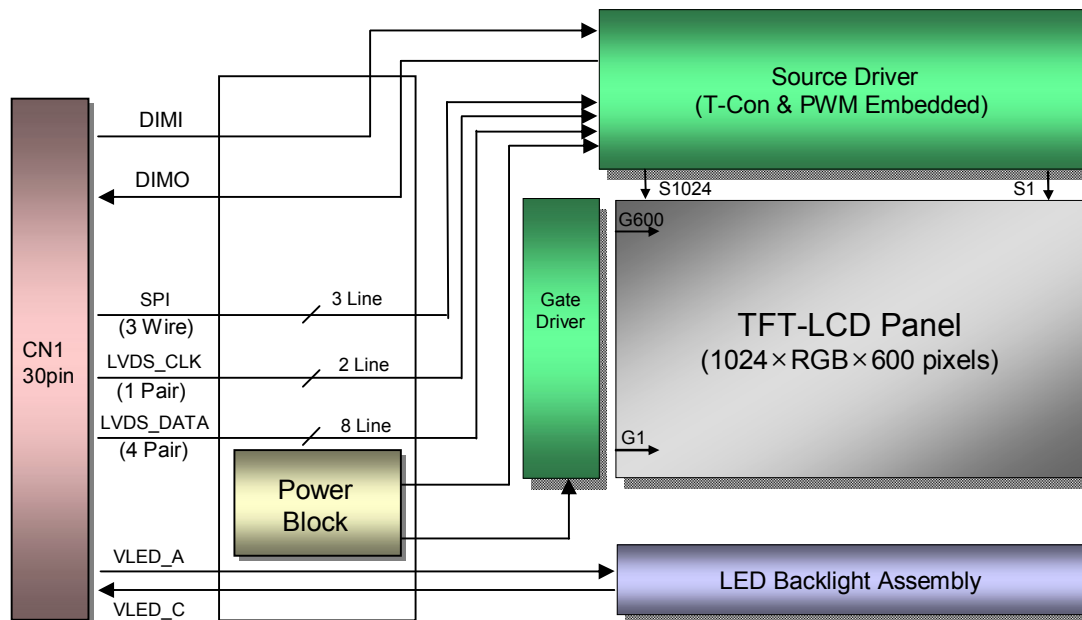 DIMI
DIMO
SPI
(3 Wire)
3 Line
LVDS_CLK
(1 Pair)
2 Line
LVDS_DATA
(4 Pair)
8 Line
CN1
30pin
Power
Block
VLED_A
VLED_C
Source Driver
(T-Con & PWM Embedded)
S1024
S1
G600
G1
Gate
Driver
TFT-LCD Panel
(1024×RGB×600 pixels)
LED Backlight Assembly